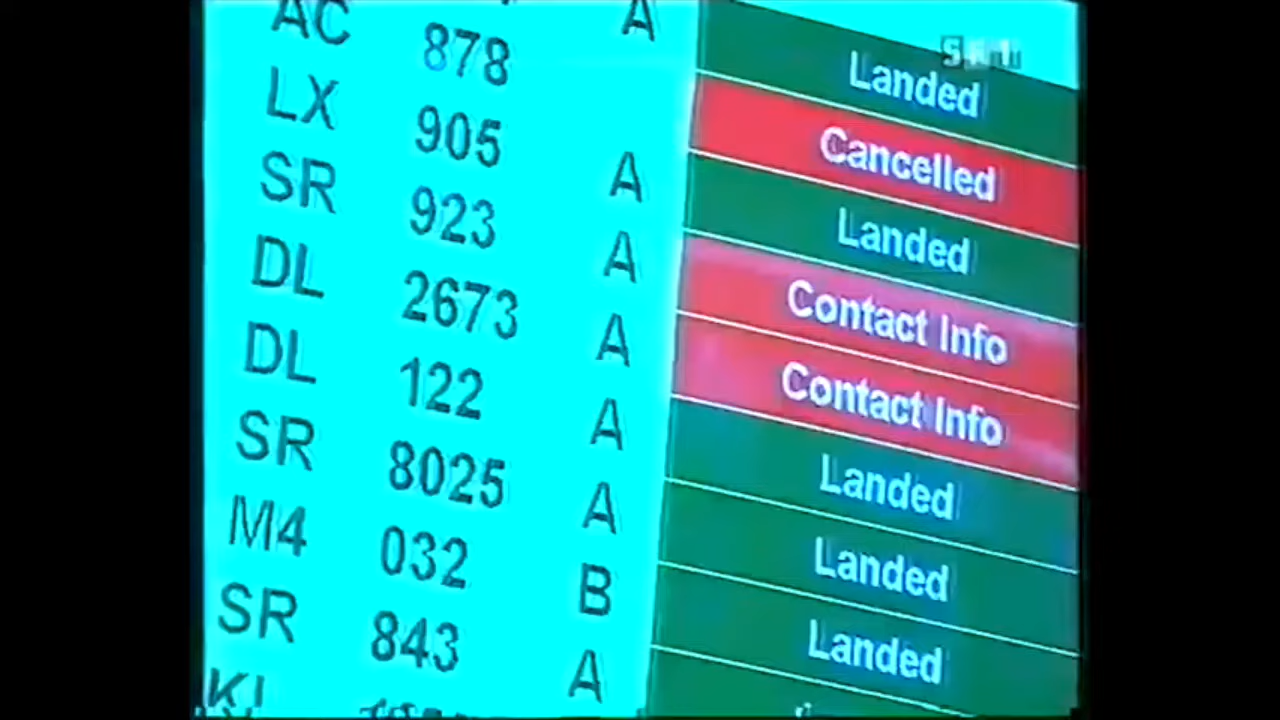 A Landed
AC 878 Cancelled
LX 905 A Landed
SR 923 A Contact Info
DL 2673 A Contact Info
DL 122 A Landed
SR 8025 A Landed
M4 032 B Landed
SR 843 A